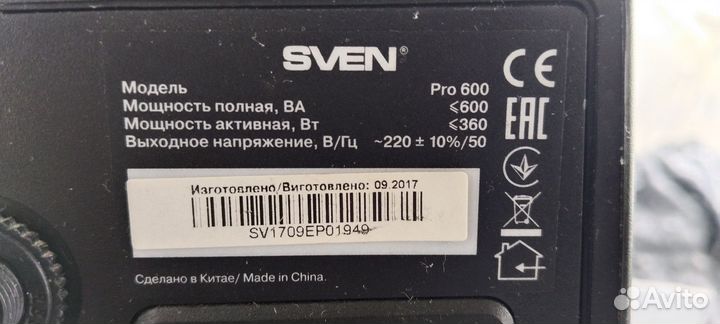 SVEN®
Модель Pro 600
Мощность полная, ВА ⩽600
Мощность активная, Вт ⩽360
Выходное напряжение, В/Гц ~220 ± 10%/50
CE
EAC
Изготовлено/Виготовлено: 09.2017
SV1709EP01949
Сделано в Китае/ Made in China.
Avito